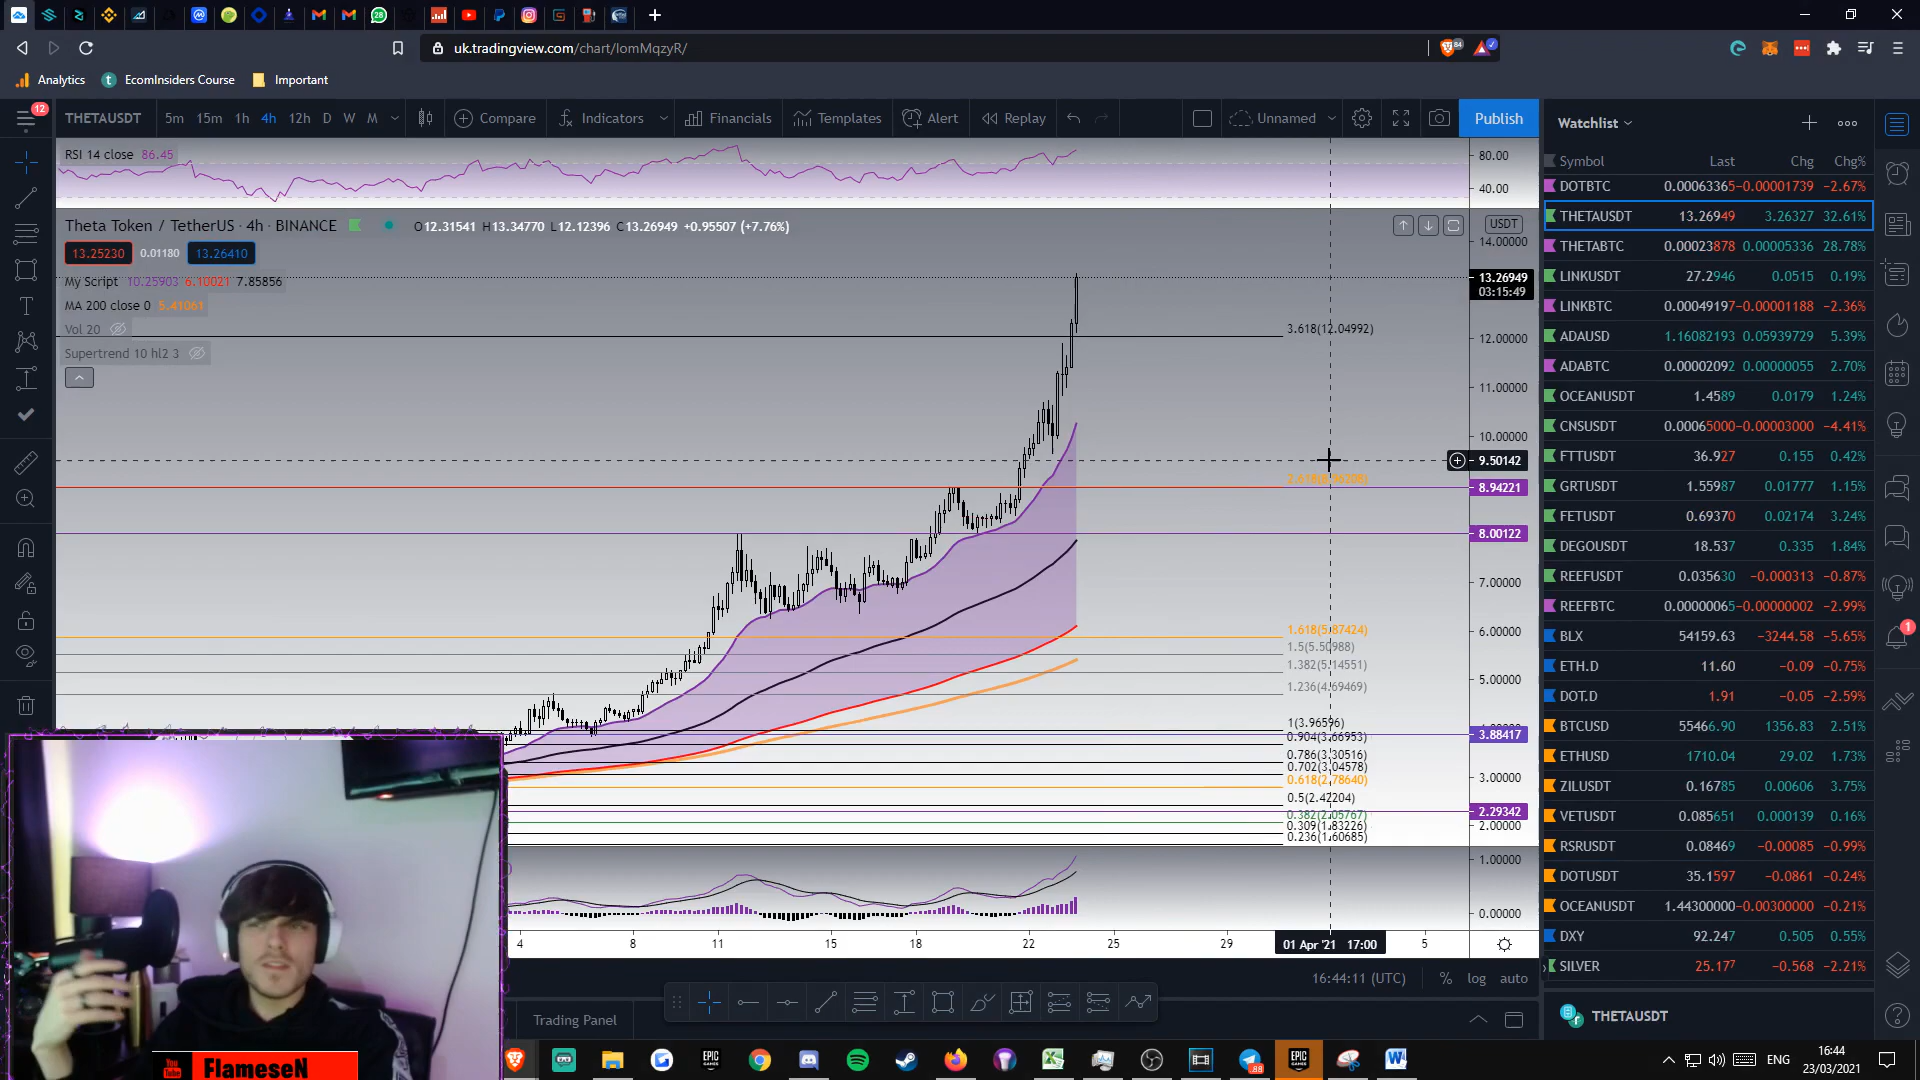 28
uk.tradingview.com/chart/IomMqzyR/
84
Analytics
EcomInsiders Course
Important
12
THETAUSDT 5m 15m 1h 4h 12h D W M
Compare
Indicators
Financials
Templates
Alert
Replay
Unnamed
Publish
Watchlist
RSI 14 close 86.45
80.00
40.00
Theta Token / TetherUS · 4h · BINANCE
O12.31541 H13.34770 L12.12396 C13.26949 +0.95507 (+7.76%)
13.25230 0.01180 13.26410
My Script 10.25903 6.10021 7.85856
MA 200 close 0 5.41061
Vol 20
Supertrend 10 hl2 3
USDT
14.00000
13.26949
03:15:49
3.618(12.04992)
12.00000
11.00000
10.00000
9.50142
8.94221
8.00122
7.00000
1.618(5.87424)
6.00000
1.5(5.50988)
1.382(5.14551)
5.00000
1.236(4.69469)
1(3.96596)
3.88417
0.904(3.66953)
0.786(3.30516)
0.702(3.04578)
3.00000
0.618(2.78640)
0.5(2.42204)
2.29342
0.382(2.05767)
0.309(1.83226)
2.00000
0.236(1.60685)
1.00000
0.00000
4 8 11 15 18 22 25 29 01 Apr '21 17:00 5
16:44:11 (UTC) % log auto
Trading Panel
Symbol Last Chg Chg%
DOTBTC 0.00063365 -0.00001739 -2.67%
THETAUSDT 13.26949 3.26327 32.61%
THETABTC 0.00023878 0.00005336 28.78%
LINKUSDT 27.2946 0.0515 0.19%
LINKBTC 0.00049197 -0.00001188 -2.36%
ADAUSD 1.16082193 0.05939729 5.39%
ADABTC 0.00002092 0.00000055 2.70%
OCEANUSDT 1.4589 0.0179 1.24%
CNSUSDT 0.00065000 -0.00003000 -4.41%
FTTUSDT 36.927 0.155 0.42%
GRTUSDT 1.55987 0.01777 1.15%
FETUSDT 0.69370 0.02174 3.24%
DEGOUSDT 18.537 0.335 1.84%
REEFUSDT 0.035630 -0.000313 -0.87%
REEFBTC 0.00000065 -0.00000002 -2.99%
BLX 54159.63 -3244.58 -5.65%
ETH.D 11.60 -0.09 -0.75%
DOT.D 1.91 -0.05 -2.59%
BTCUSD 55466.90 1356.83 2.51%
ETHUSD 1710.04 29.02 1.73%
ZILUSDT 0.16785 0.00606 3.75%
VETUSDT 0.085651 0.000139 0.16%
RSRUSDT 0.08469 -0.00085 -0.99%
DOTUSDT 35.1597 -0.0861 -0.24%
OCEANUSDT 1.44300000 -0.00300000 -0.21%
DXY 92.247 0.505 0.55%
SILVER 25.177 -0.568 -2.21%
THETAUSDT
1
You
Tube
FlameseN
EPIC
GAMES
88
EPIC
GAMES
ENG
16:44
23/03/2021